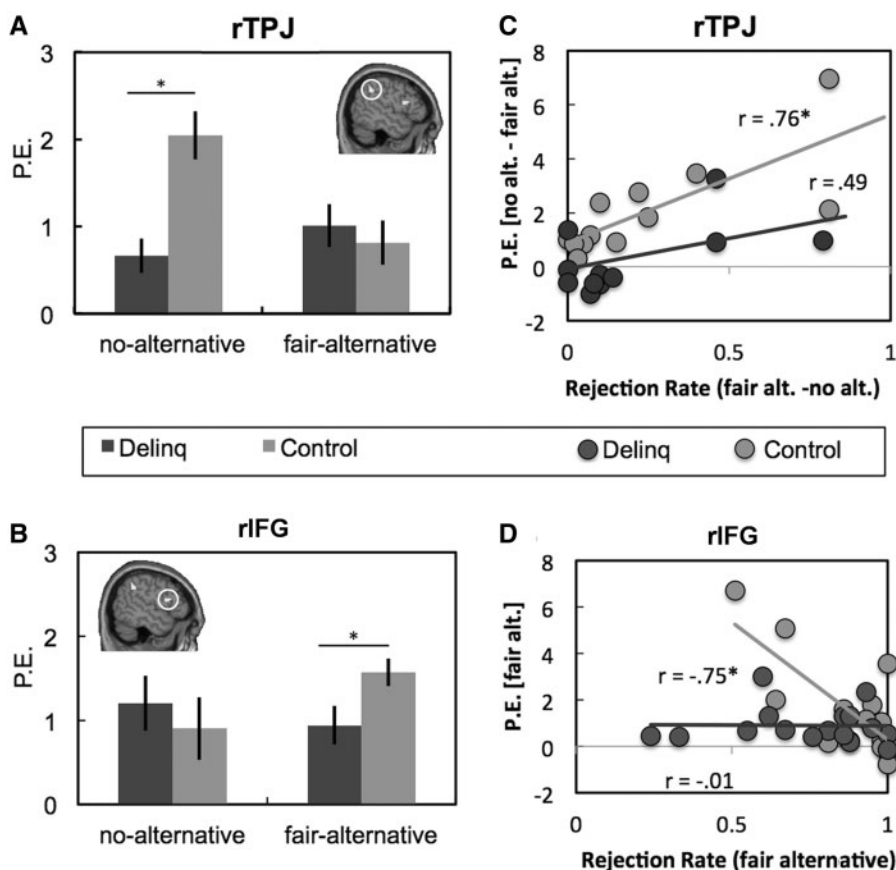 A
rTPJ
3
2
1
0
P.E.
*
no-alternative
fair-alternative
C
rTPJ
8
6
4
2
0
-2
P.E. [no alt. - fair alt.]
r = .76*
r = .49
0
0.5
1
Rejection Rate (fair alt. -no alt.)
Delinq
Control
Delinq
Control
B
rIFG
3
2
1
0
P.E.
*
no-alternative
fair-alternative
D
rIFG
8
6
4
2
0
-2
P.E. [fair alt.]
r = -.75*
r = -.01
0
0.5
1
Rejection Rate (fair alternative)